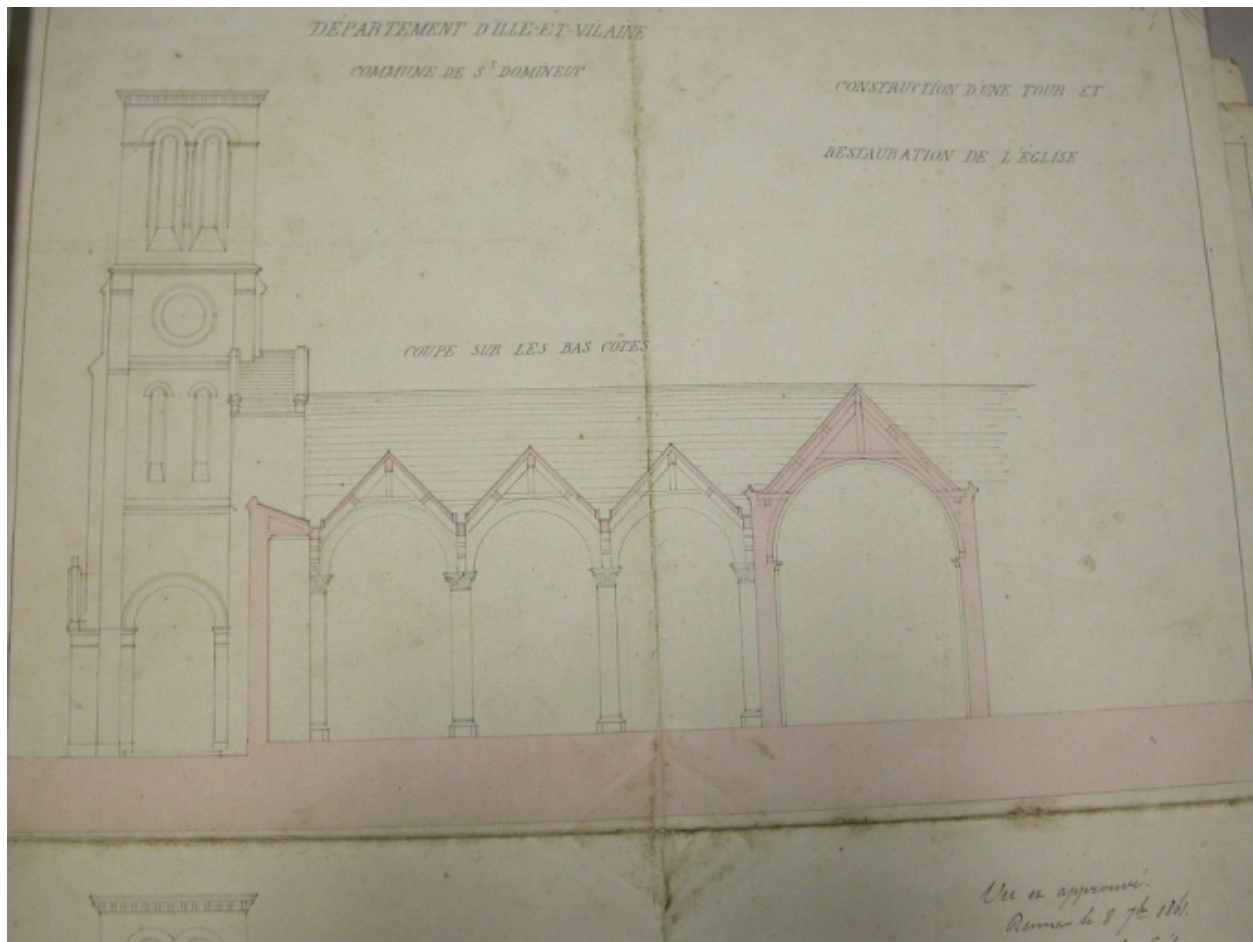 DÉPARTEMENT D'ILLE-ET-VILAINE
COMMUNE DE S^T DOMINEUC
CONSTRUCTION D'UNE TOUR ET
RESTAURATION DE L'ÉGLISE
COUPE SUR LES BAS CÔTES
Vu et approuvé.
Rennes le 8 7bre 1861.